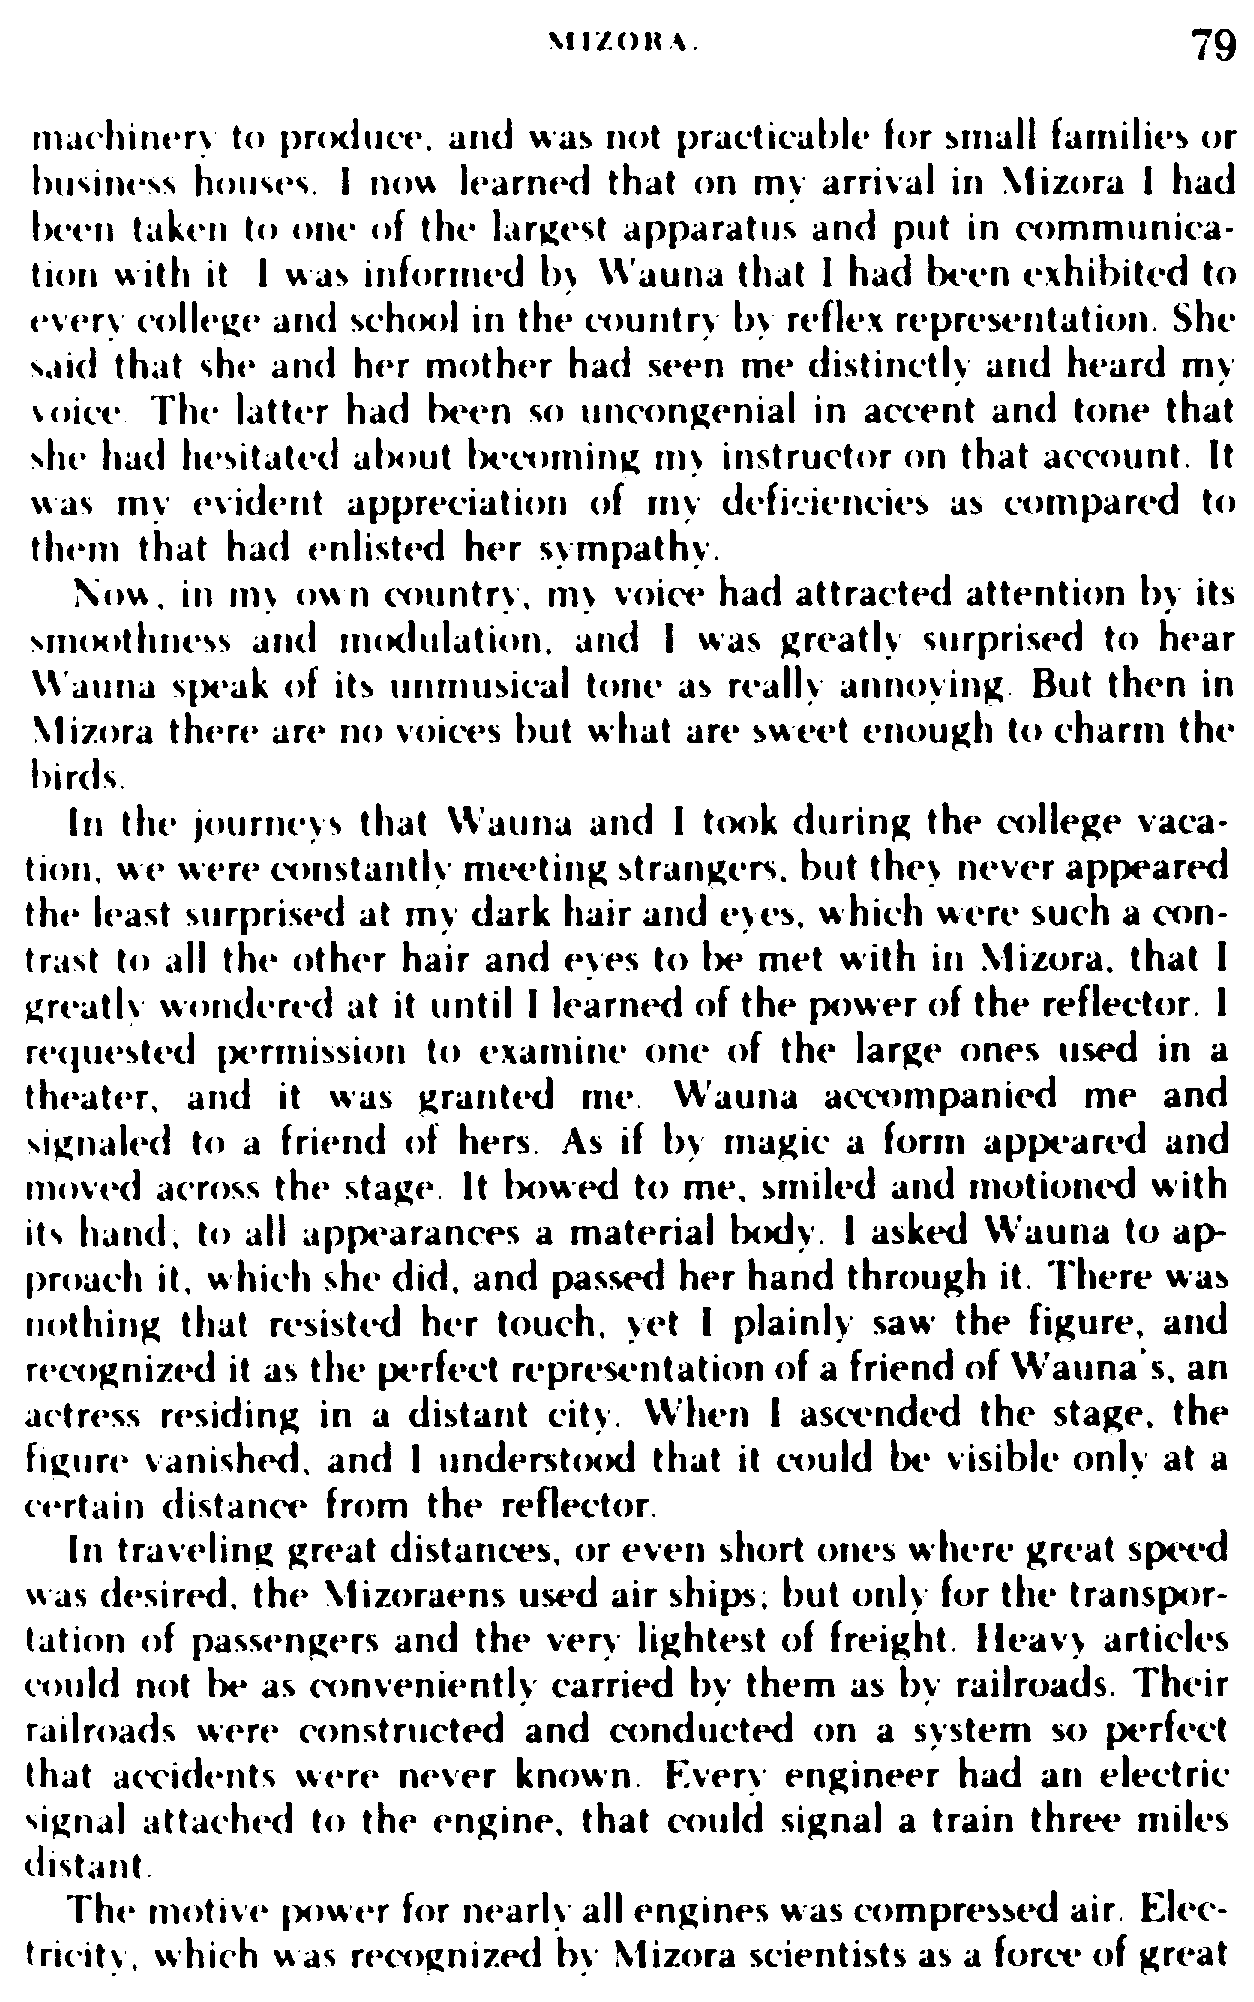 MIZORA. 79
machinery to produce, and was not practicable for small families or
business houses. I now learned that on my arrival in Mizora I had
been taken to one of the largest apparatus and put in communica-
tion with it I was informed by Wauna that I had been exhibited to
every college and school in the country by reflex representation. She
said that she and her mother had seen me distinctly and heard my
voice. The latter had been so uncongenial in accent and tone that
she had hesitated about becoming my instructor on that account. It
was my evident appreciation of my deficiencies as compared to
them that had enlisted her sympathy.
Now, in my own country, my voice had attracted attention by its
smoothness and modulation, and I was greatly surprised to hear
Wauna speak of its unmusical tone as really annoying. But then in
Mizora there are no voices but what are sweet enough to charm the
birds.
In the journeys that Wauna and I took during the college vaca-
tion, we were constantly meeting strangers, but they never appeared
the least surprised at my dark hair and eyes, which were such a con-
trast to all the other hair and eyes to be met with in Mizora, that I
greatly wondered at it until I learned of the power of the reflector. I
requested permission to examine one of the large ones used in a
theater, and it was granted me. Wauna accompanied me and
signaled to a friend of hers. As if by magic a form appeared and
moved across the stage. It bowed to me, smiled and motioned with
its hand, to all appearances a material body. I asked Wauna to ap-
proach it, which she did, and passed her hand through it. There was
nothing that resisted her touch, yet I plainly saw the figure, and
recognized it as the perfect representation of a friend of Wauna's, an
actress residing in a distant city. When I ascended the stage, the
figure vanished, and I understood that it could be visible only at a
certain distance from the reflector.
In traveling great distances, or even short ones where great speed
was desired, the Mizoraens used air ships; but only for the transpor-
tation of passengers and the very lightest of freight. Heavy articles
could not be as conveniently carried by them as by railroads. Their
railroads were constructed and conducted on a system so perfect
that accidents were never known. Every engineer had an electric
signal attached to the engine, that could signal a train three miles
distant.
The motive power for nearly all engines was compressed air. Elec-
tricity, which was recognized by Mizora scientists as a force of great